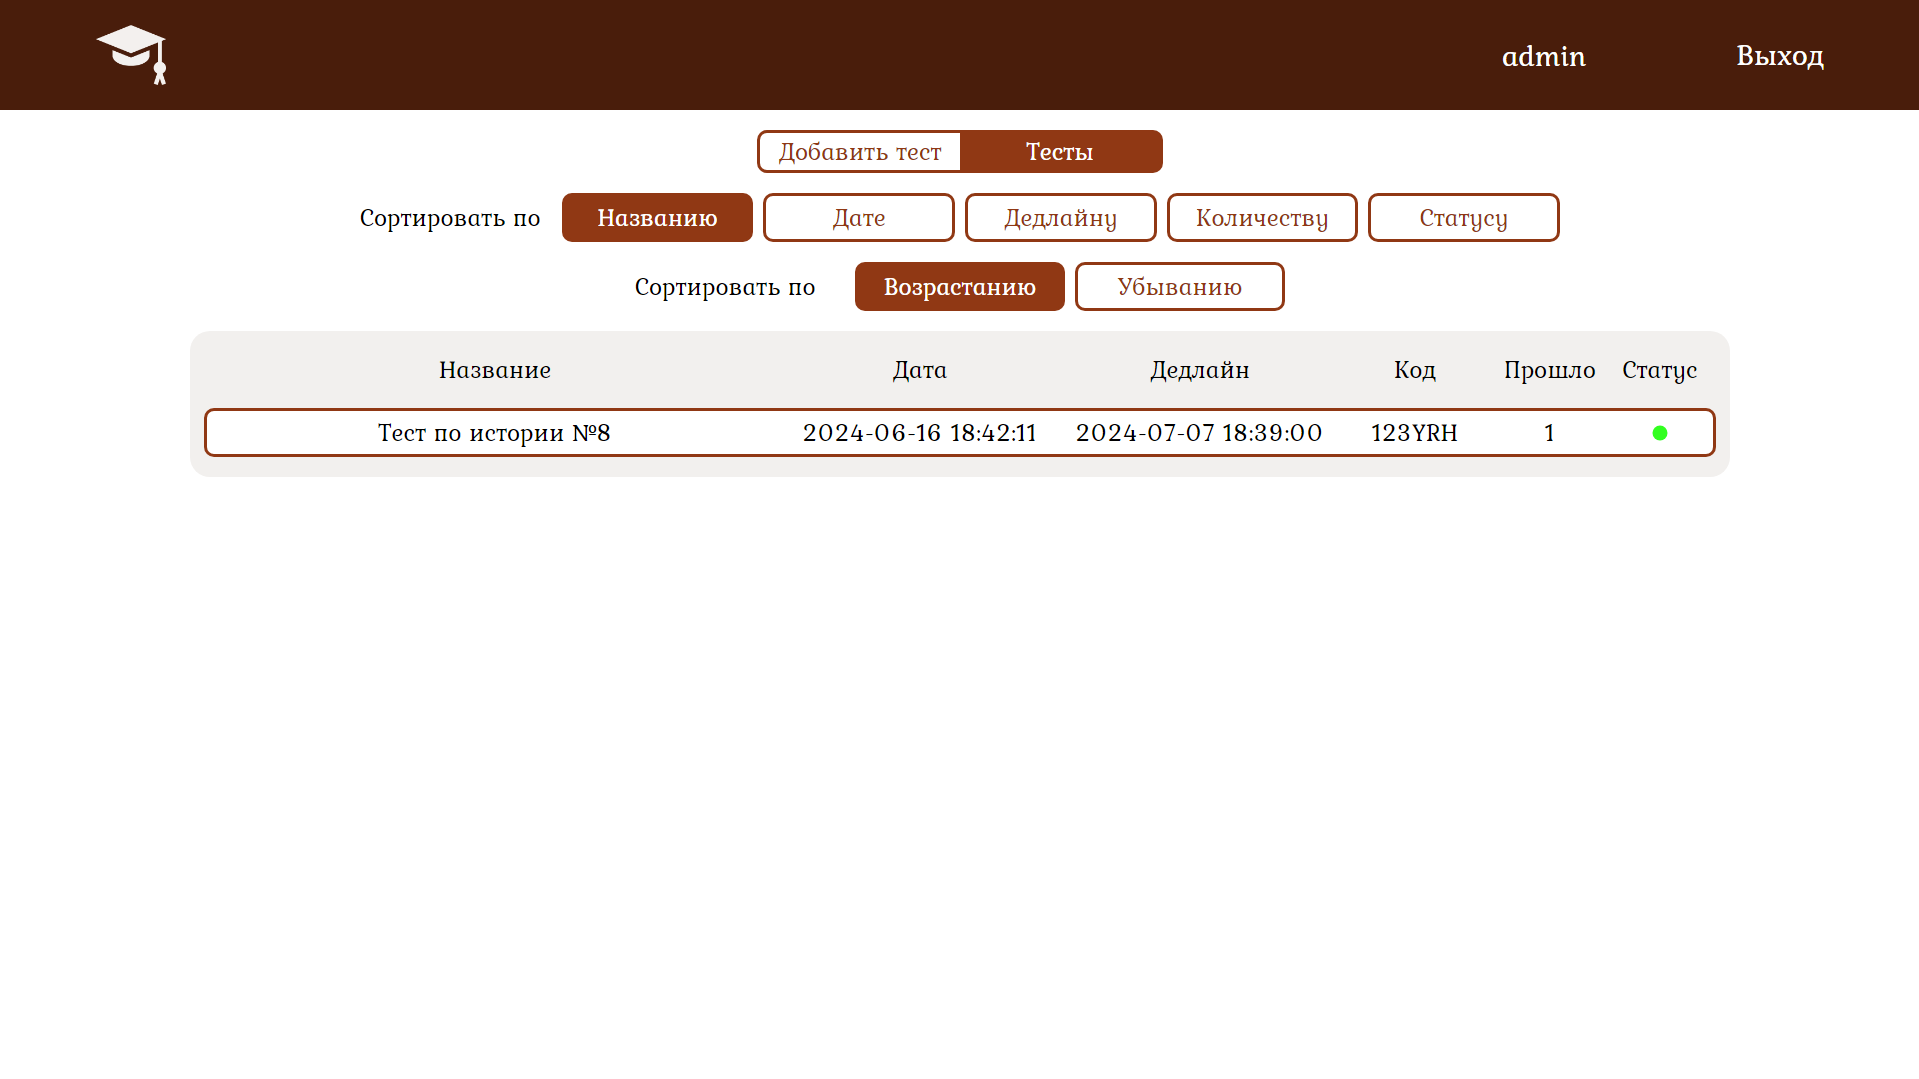 admin Выход
Добавить тест Тесты
Сортировать по Названию Дате Дедлайну Количеству Статусу
Сортировать по Возрастанию Убыванию
Название Дата Дедлайн Код Прошло Статус
Тест по истории №8 2024-06-16 18:42:11 2024-07-07 18:39:00 123YRH 1